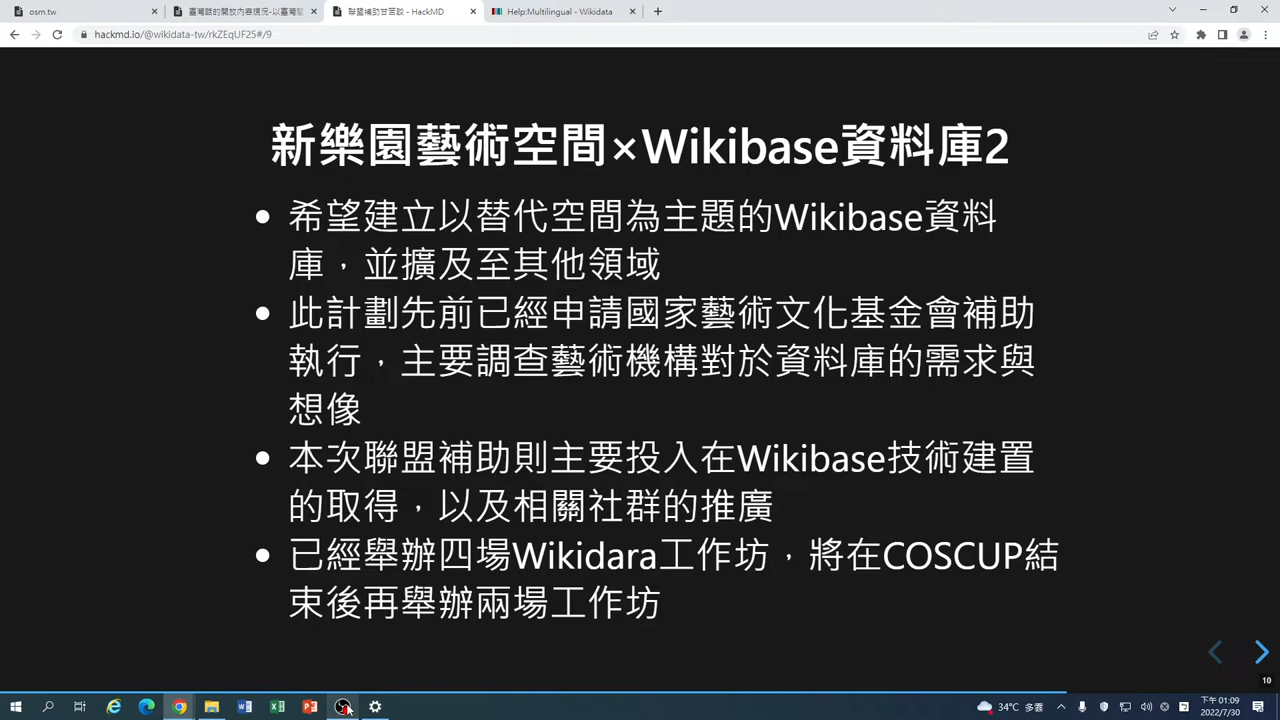 osm.tw
臺灣話的開放內容現況-以臺灣閩
聯盟補助甘苦談 - HackMD
Help:Multilingual - Wikidata
hackmd.io/@wikidata-tw/rkZEqUF25#/9
新樂園藝術空間×Wikibase資料庫2
希望建立以替代空間為主題的Wikibase資料
庫，並擴及至其他領域
此計劃先前已經申請國家藝術文化基金會補助
執行，主要調查藝術機構對於資料庫的需求與
想像
本次聯盟補助則主要投入在Wikibase技術建置
的取得，以及相關社群的推廣
已經舉辦四場Wikidara工作坊，將在COSCUP結
束後再舉辦兩場工作坊
10
34°C 多雲
下午 01:09
2022/7/30